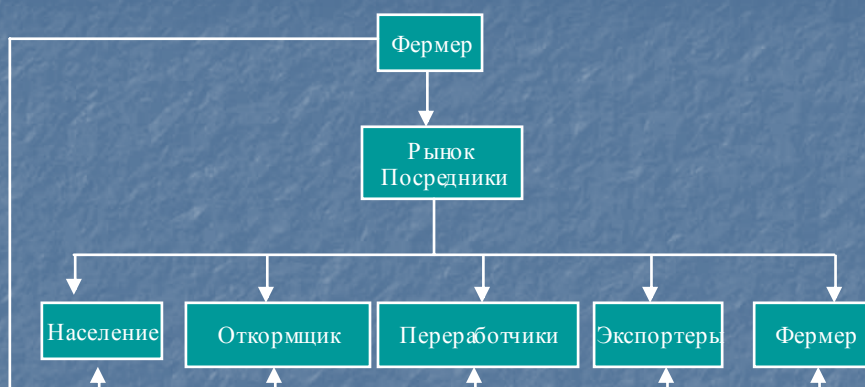 Фермер
Рынок
Посредники
Население
Откормщик
Переработчики
Экспортеры
Фермер